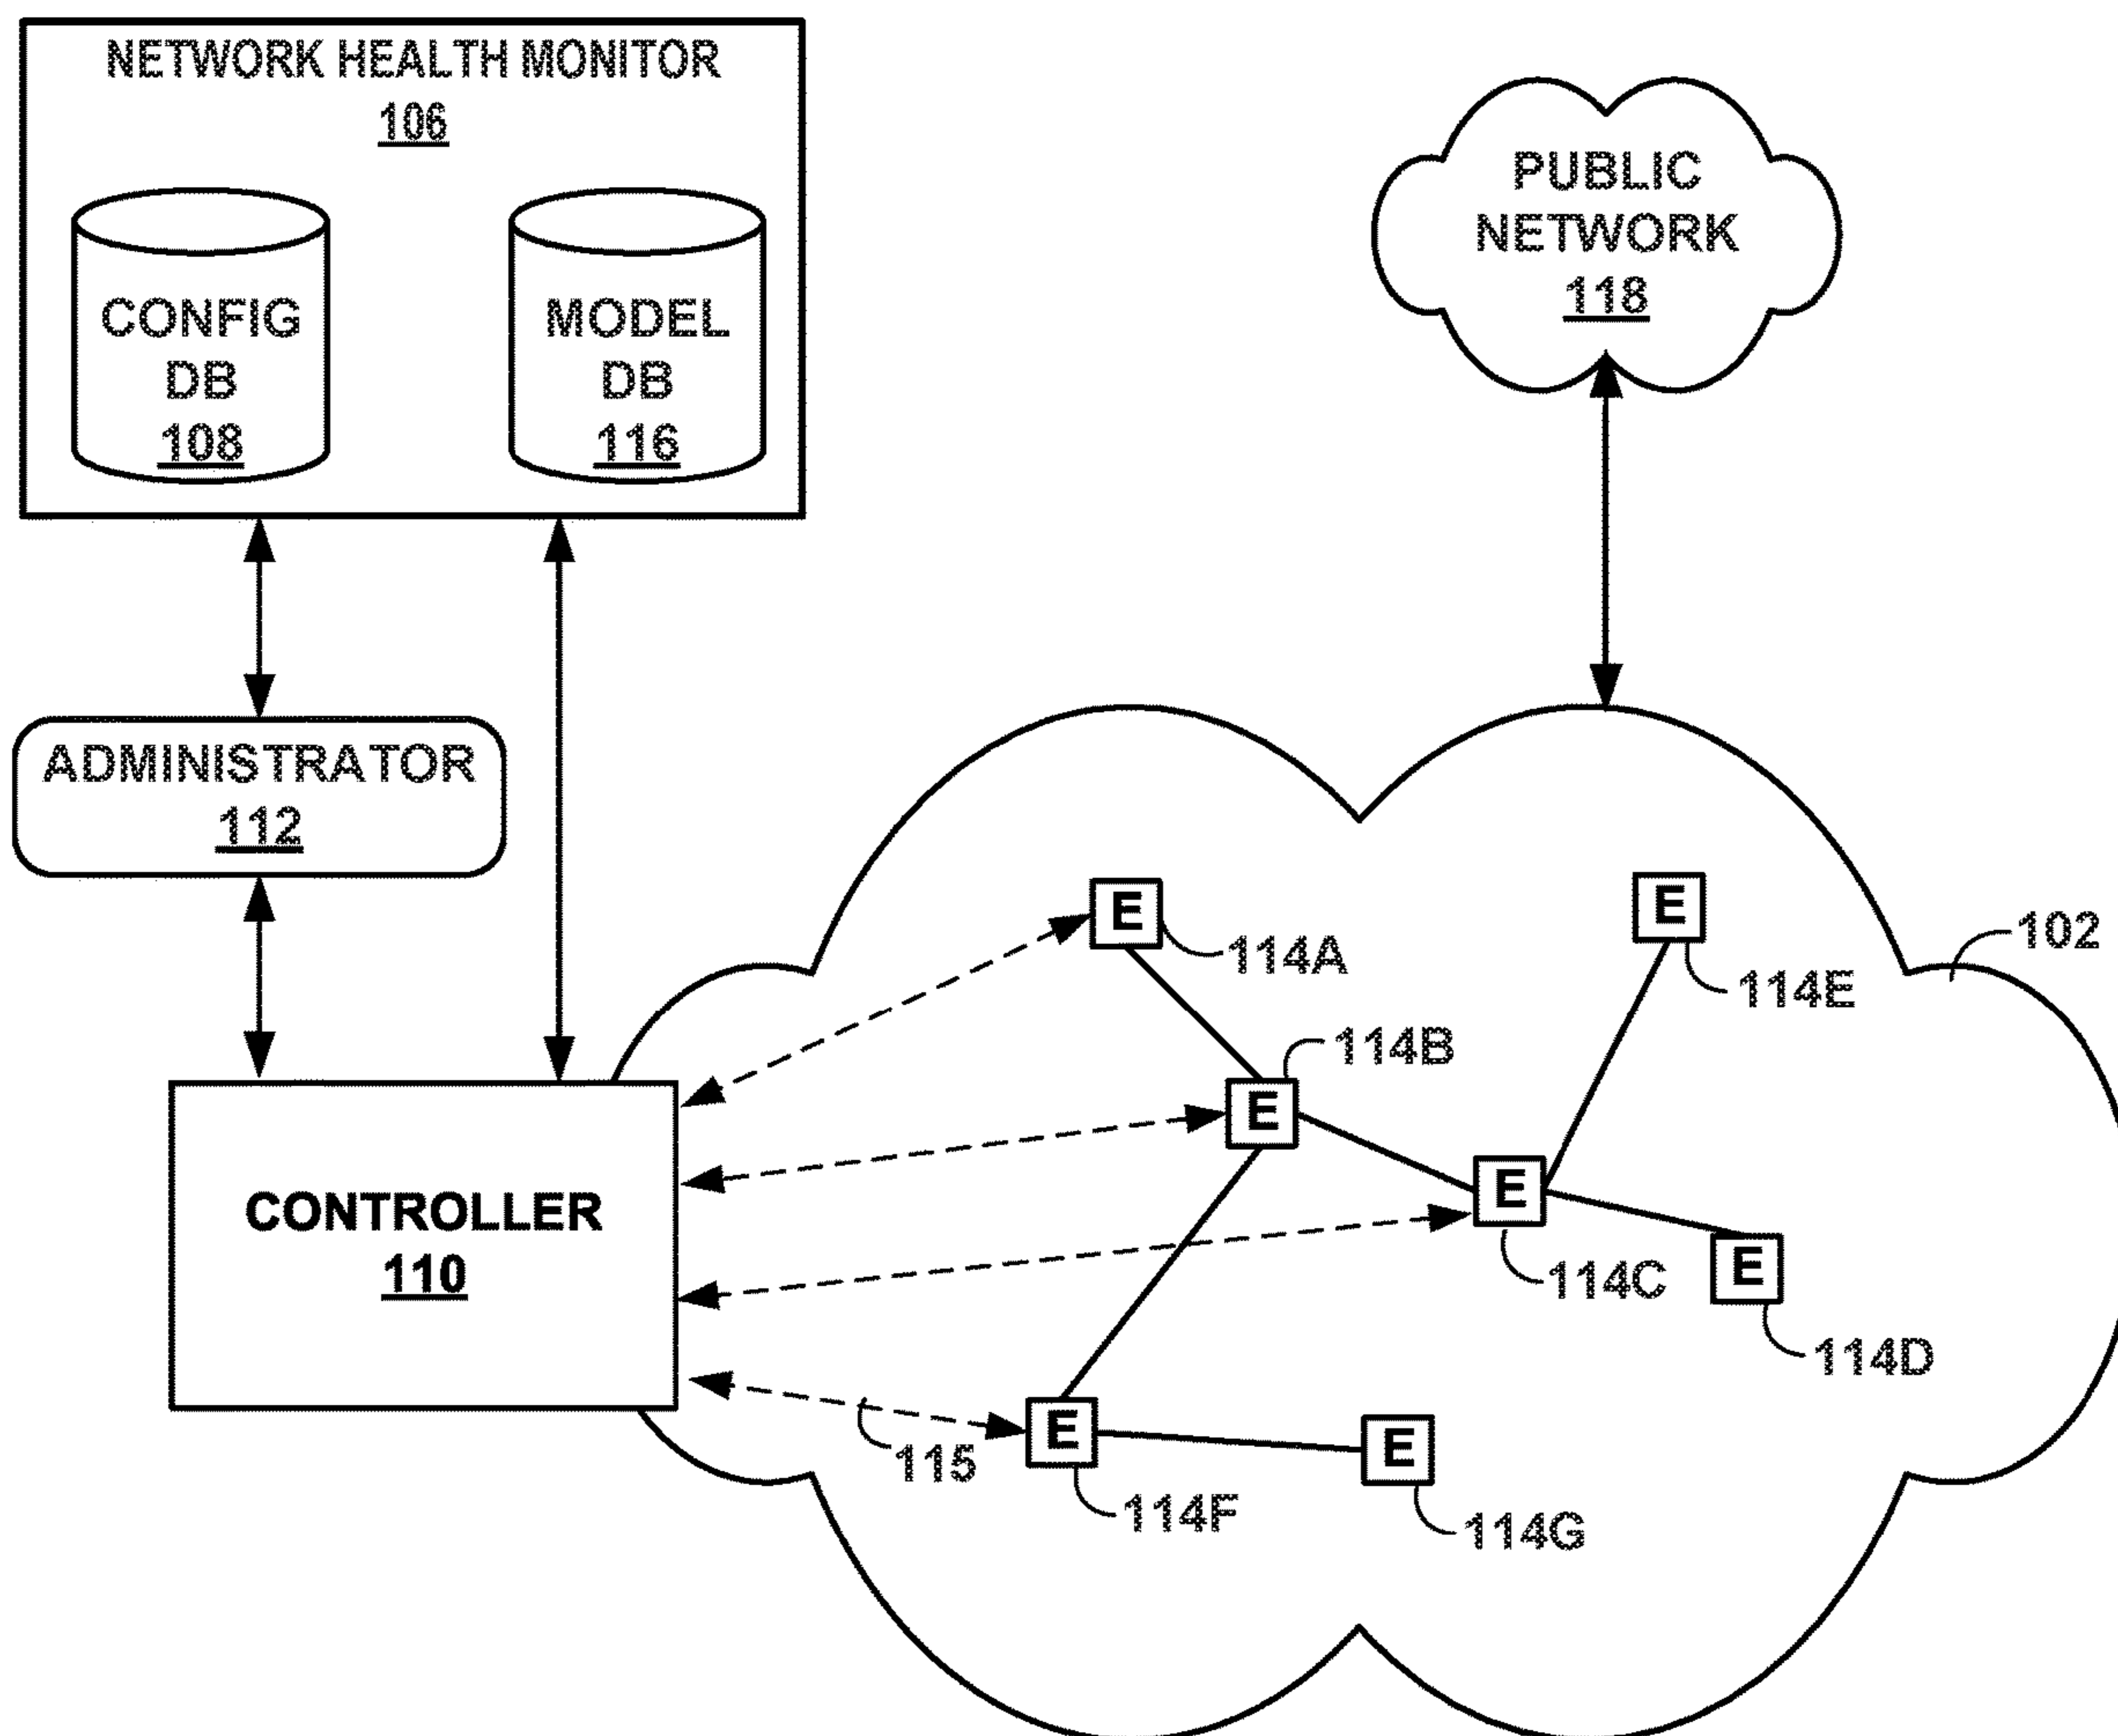 NETWORK HEALTH MONITOR
106
CONFIG
DB
108
MODEL
DB
116
PUBLIC
NETWORK
118
ADMINISTRATOR
112
E
114A
E
114E
102
E
114B
CONTROLLER
110
E
114C
E
114D
115
E
114F
E
114G